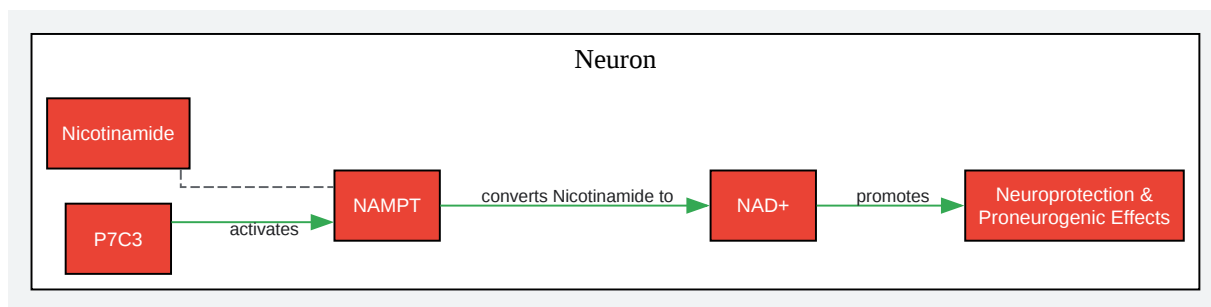 Neuron
Nicotinamide
P7C3
activates
NAMPT
converts Nicotinamide to
NAD+
promotes
Neuroprotection &
Proneurogenic Effects